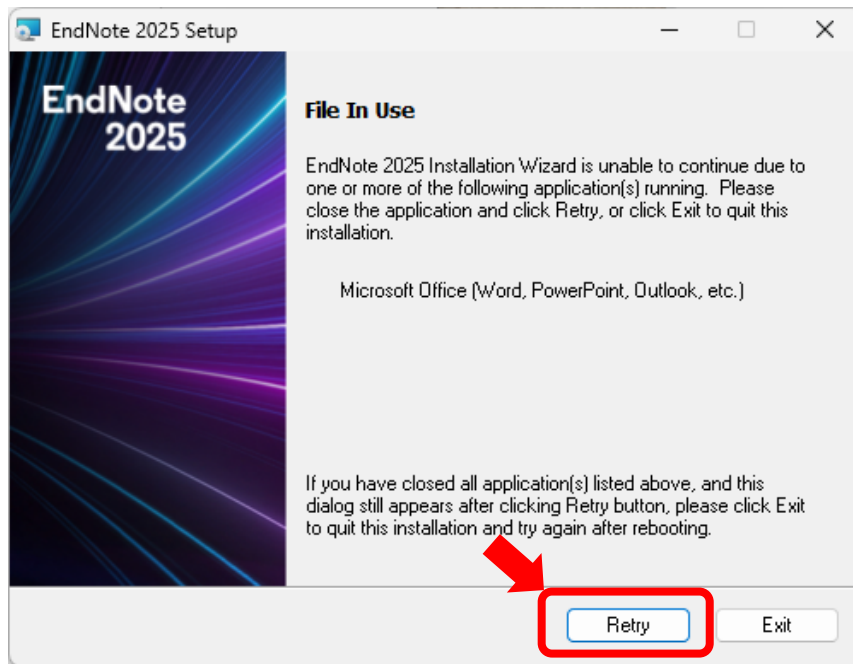 EndNote 2025 Setup
EndNote
2025
File In Use
EndNote 2025 Installation Wizard is unable to continue due to
one or more of the following application(s) running.  Please
close the application and click Retry, or click Exit to quit this
installation.
Microsoft Office (Word, PowerPoint, Outlook, etc.)
If you have closed all application(s) listed above, and this
dialog still appears after clicking Retry button, please click Exit
to quit this installation and try again after rebooting.
Retry Exit